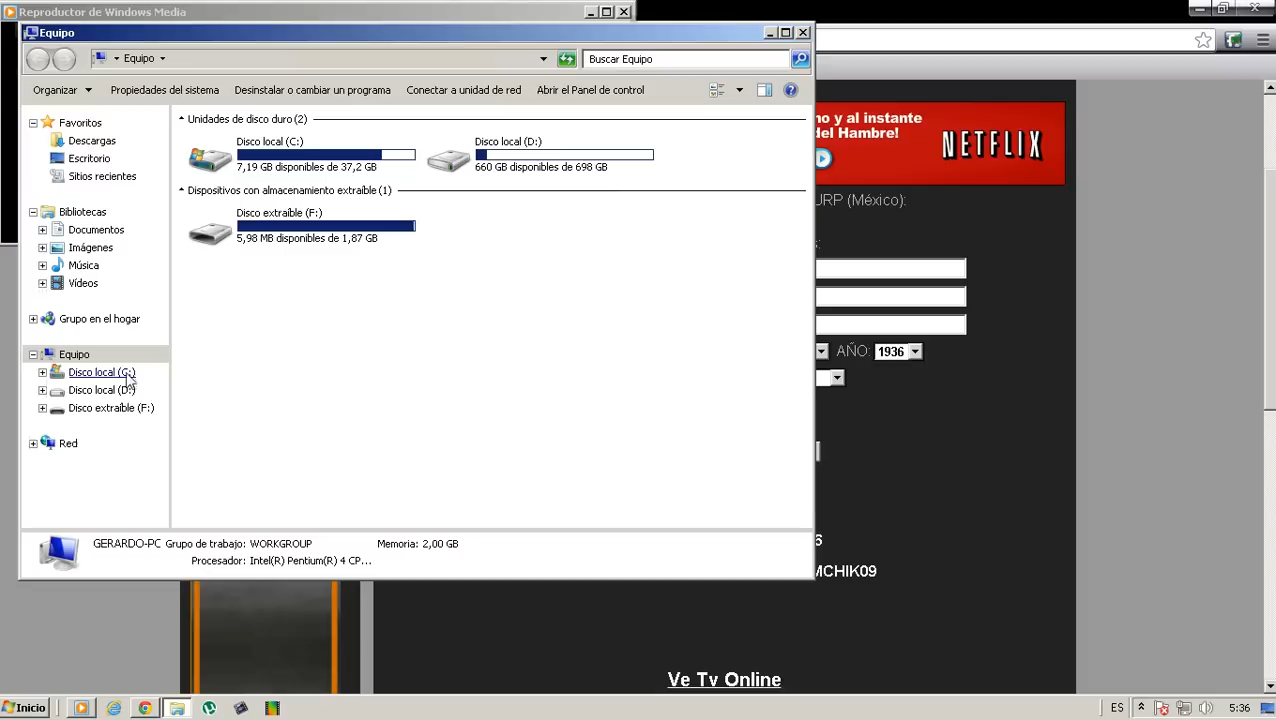 Reproductor de Windows Media
Equipo
Equipo
Buscar Equipo
Organizar
Propiedades del sistema
Desinstalar o cambiar un programa
Conectar a unidad de red
Abrir el Panel de control
Favoritos
Descargas
Escritorio
Sitios recientes
Bibliotecas
Documentos
Imágenes
Música
Vídeos
Grupo en el hogar
Equipo
Disco local (C:)
Disco local (D:)
Disco extraíble (F:)
Red
Unidades de disco duro (2)
Disco local (C:)
7,19 GB disponibles de 37,2 GB
Disco local (D:)
660 GB disponibles de 698 GB
Dispositivos con almacenamiento extraíble (1)
Disco extraíble (F:)
5,98 MB disponibles de 1,87 GB
GERARDO-PC Grupo de trabajo: WORKGROUP
Memoria: 2,00 GB
Procesador: Intel(R) Pentium(R) 4 CP...
no y al instante
del Hambre!
NETFLIX
URP (México):
AÑO: 1936
6
MCHIK09
Ve Tv Online
Inicio
ES
5:36